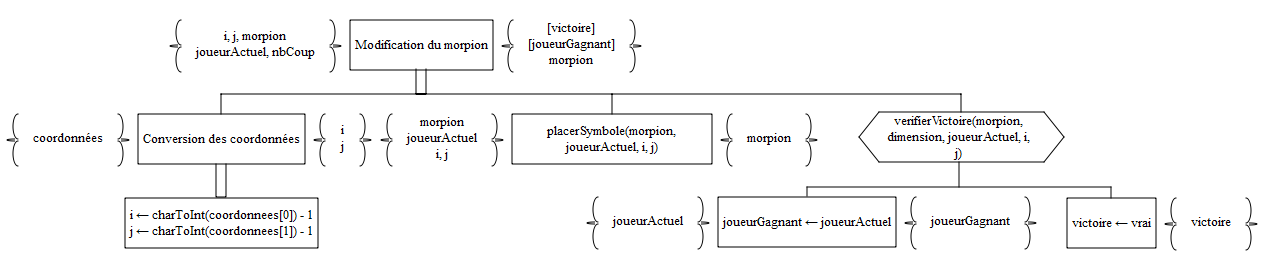 i, j, morpion
joueurActuel, nbCoup
Modification du morpion
[victoire]
[joueurGagnant]
morpion
coordonnées
Conversion des coordonnées
i
j
morpion
joueurActuel
i, j
placerSymbole(morpion,
joueurActuel, i, j)
morpion
verifierVictoire(morpion,
dimension, joueurActuel, i,
j)
i ← charToInt(coordonnees[0]) - 1
j ← charToInt(coordonnees[1]) - 1
joueurActuel
joueurGagnant ← joueurActuel
joueurGagnant
victoire ← vrai
victoire